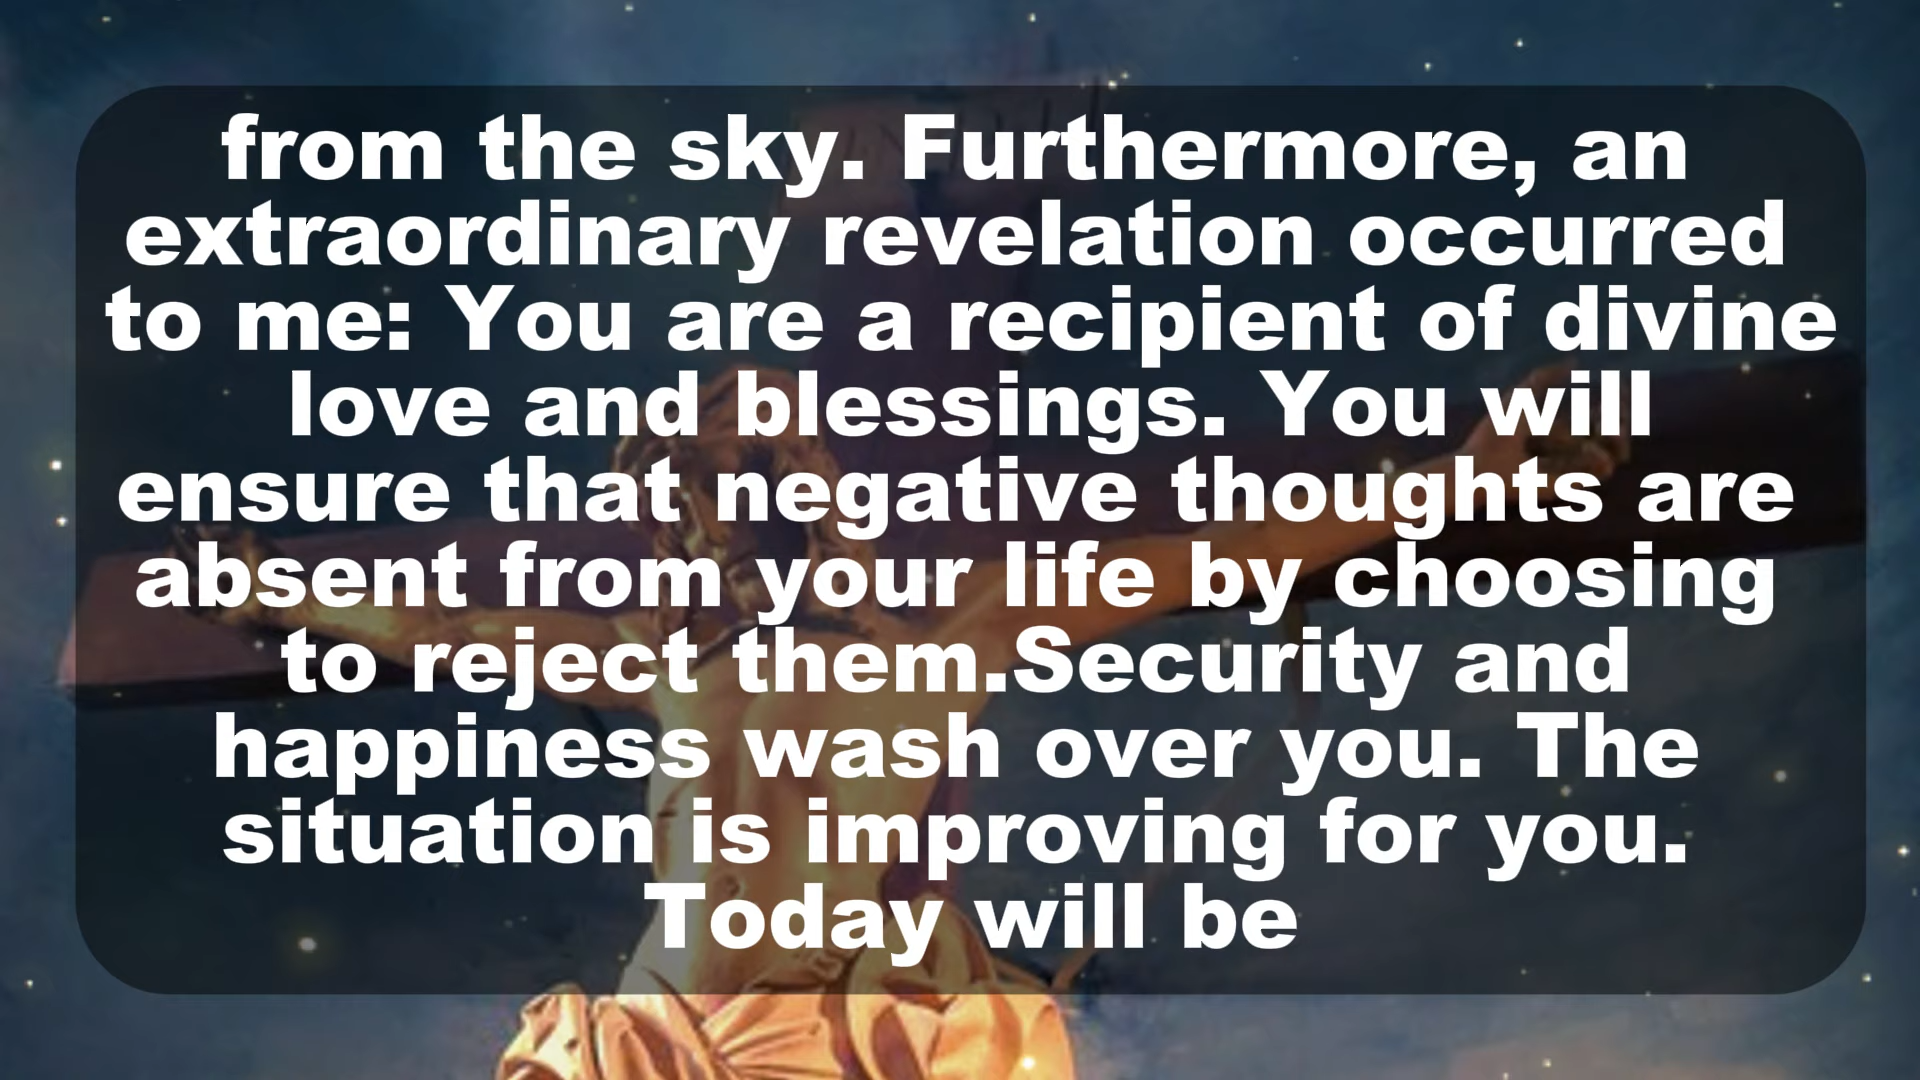 from the sky. Furthermore, an
extraordinary revelation occurred
to me: You are a recipient of divine
love and blessings. You will
ensure that negative thoughts are
absent from your life by choosing
to reject them.Security and
happiness wash over you. The
situation is improving for you.
Today will be